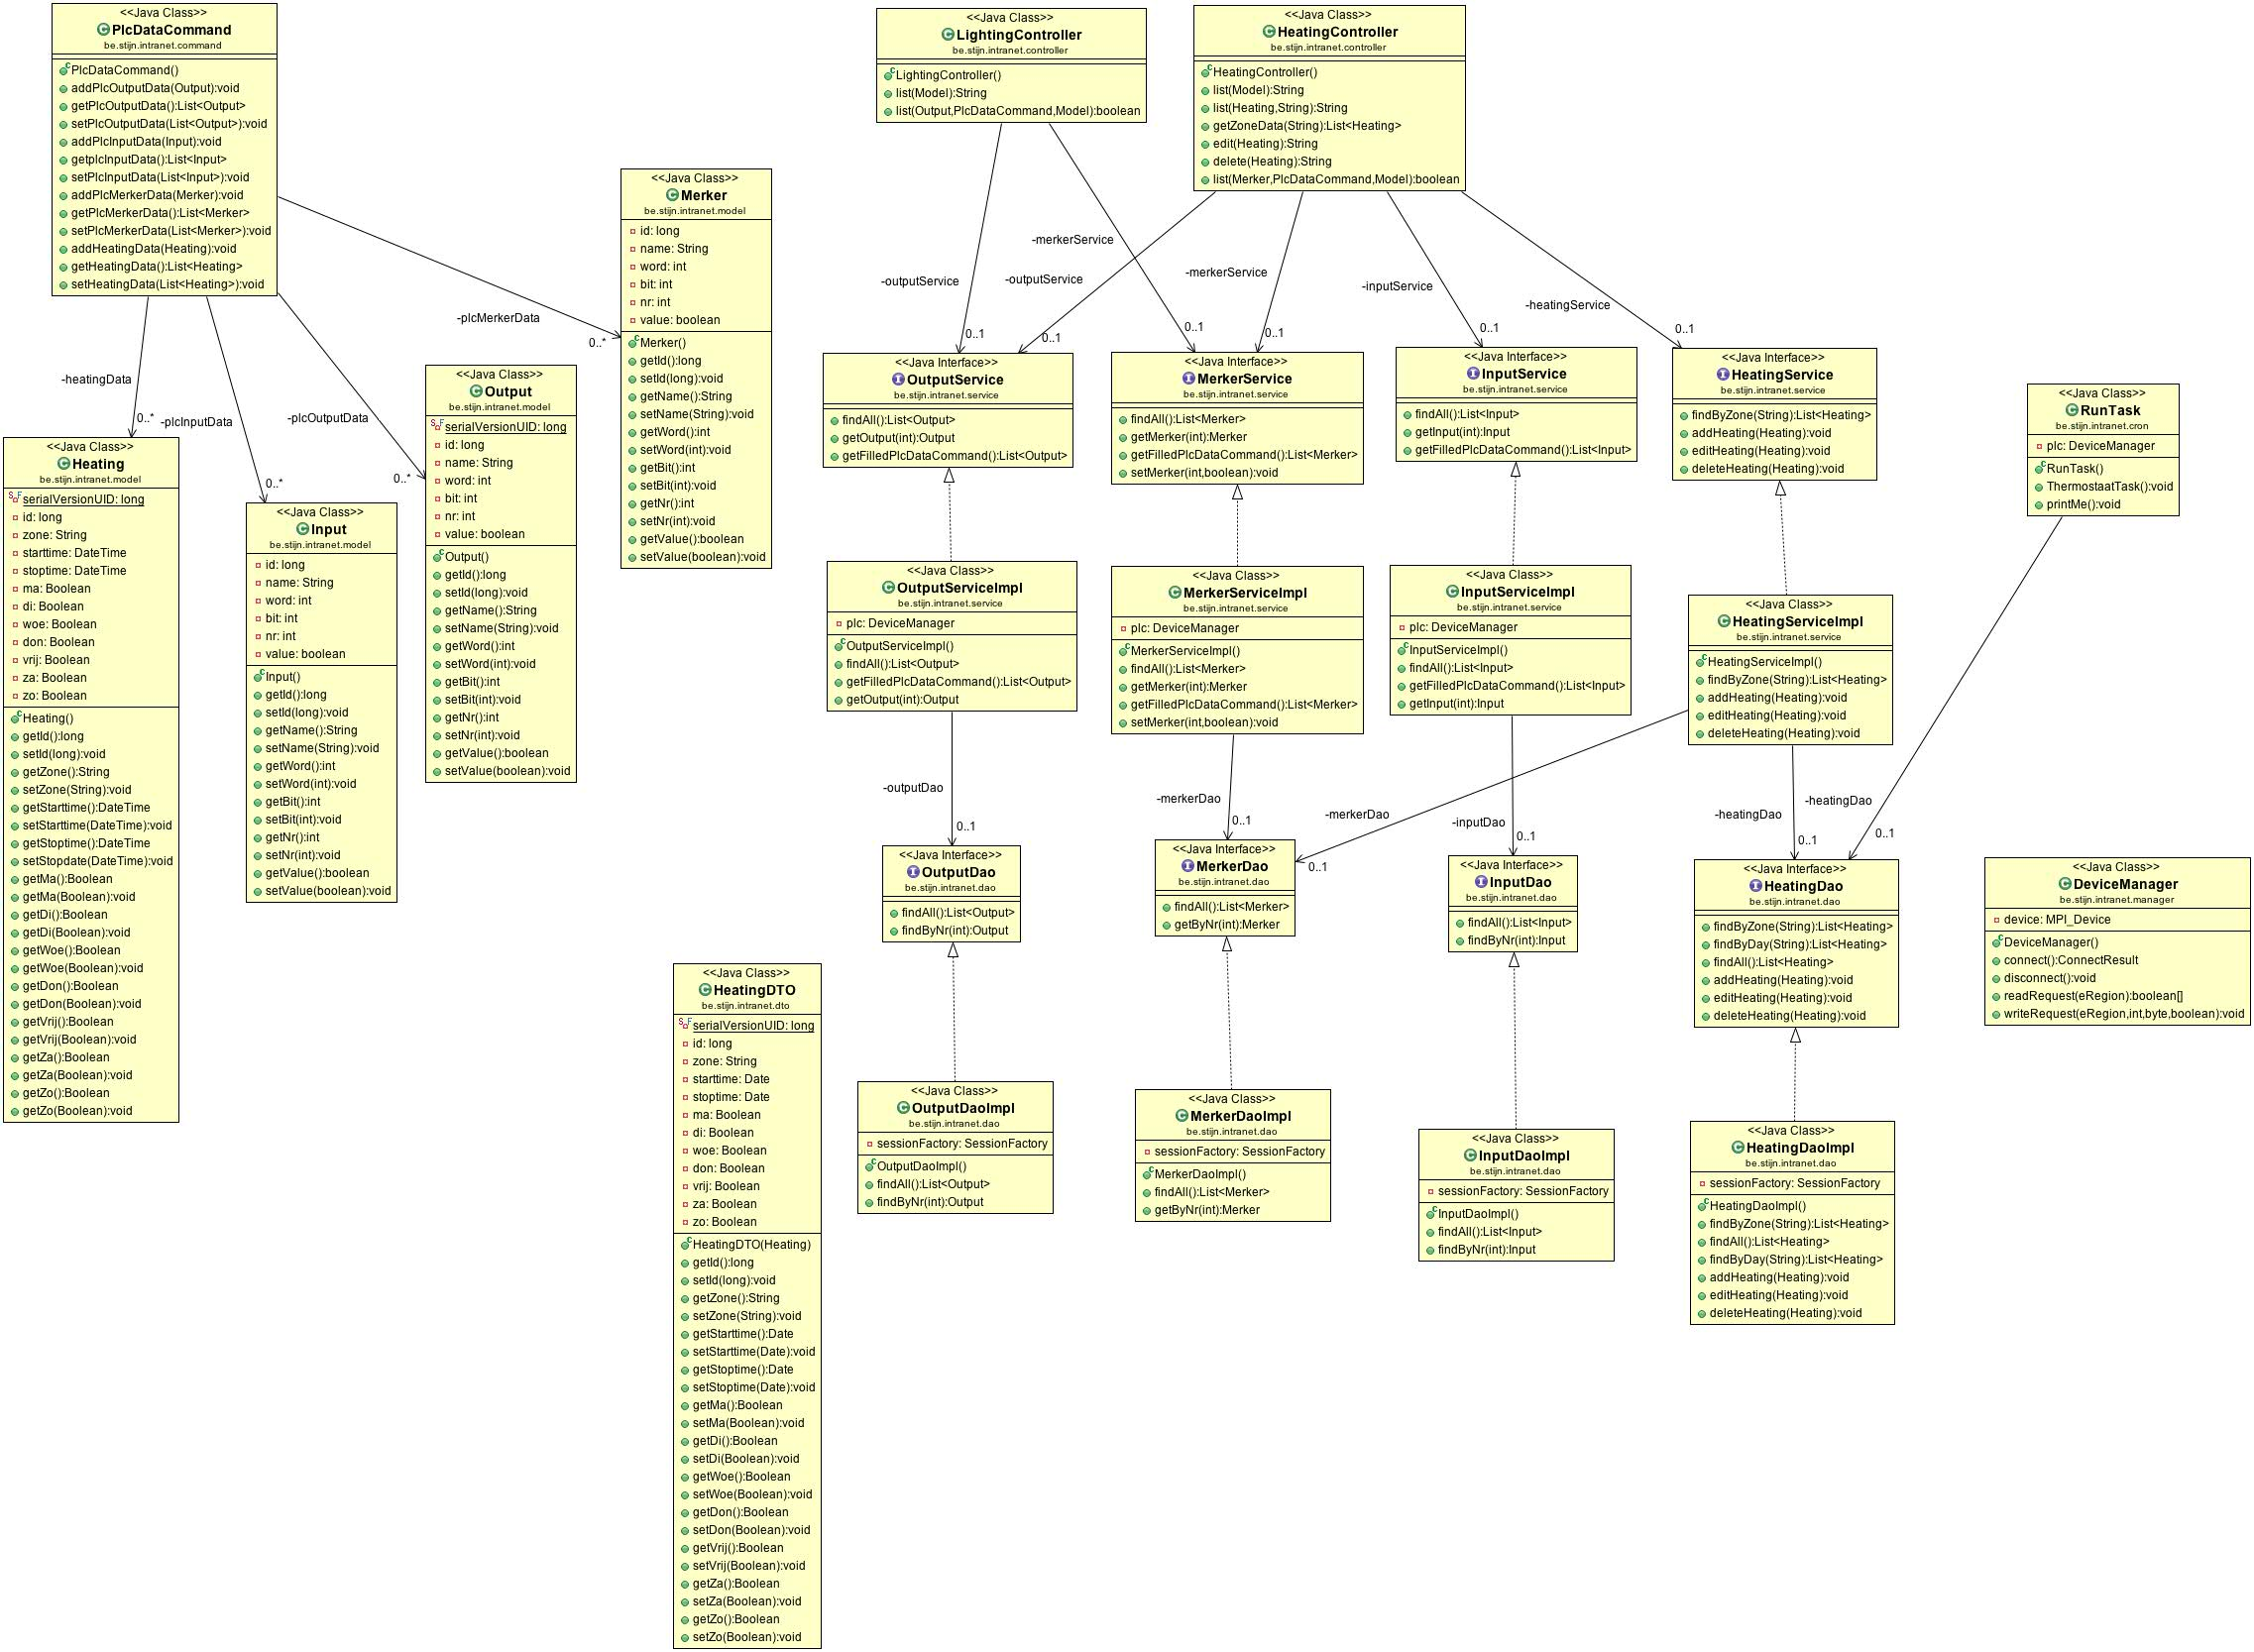 <<Java Class>>
PlcDataCommand
be.stijn.intranet.command
PlcDataCommand()
addPlcOutputData(Output):void
getPlcOutputData():List<Output>
setPlcOutputData(List<Output>):void
addPlcInputData(Input):void
getplcInputData():List<Input>
setPlcInputData(List<Input>):void
addPlcMerkerData(Merker):void
getPlcMerkerData():List<Merker>
setPlcMerkerData(List<Merker>):void
addHeatingData(Heating):void
getHeatingData():List<Heating>
setHeatingData(List<Heating>):void
<<Java Class>>
LightingController
be.stijn.intranet.controller
LightingController()
list(Model):String
list(Output,PlcDataCommand,Model):boolean
<<Java Class>>
HeatingController
be.stijn.intranet.controller
HeatingController()
list(Model):String
list(Heating,String):String
getZoneData(String):List<Heating>
edit(Heating):String
delete(Heating):String
list(Merker,PlcDataCommand,Model):boolean
<<Java Class>>
Merker
be.stijn.intranet.model
id: long
name: String
word: int
bit: int
nr: int
value: boolean
Merker()
getId():long
setId(long):void
getName():String
setName(String):void
getWord():int
setWord(int):void
getBit():int
setBit(int):void
getNr():int
setNr(int):void
getValue():boolean
setValue(boolean):void
-plcMerkerData
0..*
-heatingData
0..*
-plcInputData
0..*
-plcOutputData
0..*
-outputService
0..1
-merkerService
0..1
-outputService
0..1
-merkerService
0..1
-inputService
0..1
-heatingService
0..1
<<Java Class>>
Heating
be.stijn.intranet.model
serialVersionUID: long
id: long
zone: String
starttime: DateTime
stoptime: DateTime
ma: Boolean
di: Boolean
woe: Boolean
don: Boolean
vrij: Boolean
za: Boolean
zo: Boolean
Heating()
getId():long
setId(long):void
getZone():String
setZone(String):void
getStarttime():DateTime
setStarttime(DateTime):void
getStoptime():DateTime
setStopdate(DateTime):void
getMa():Boolean
getMa(Boolean):void
getDi():Boolean
getDi(Boolean):void
getWoe():Boolean
getWoe(Boolean):void
getDon():Boolean
getDon(Boolean):void
getVrij():Boolean
getVrij(Boolean):void
getZa():Boolean
getZa(Boolean):void
getZo():Boolean
getZo(Boolean):void
<<Java Class>>
Input
be.stijn.intranet.model
id: long
name: String
word: int
bit: int
nr: int
value: boolean
Input()
getId():long
setId(long):void
getName():String
setName(String):void
getWord():int
setWord(int):void
getBit():int
setBit(int):void
getNr():int
setNr(int):void
getValue():boolean
setValue(boolean):void
<<Java Class>>
Output
be.stijn.intranet.model
serialVersionUID: long
id: long
name: String
word: int
bit: int
nr: int
value: boolean
Output()
getId():long
setId(long):void
getName():String
setName(String):void
getWord():int
setWord(int):void
getBit():int
setBit(int):void
getNr():int
setNr(int):void
getValue():boolean
setValue(boolean):void
<<Java Interface>>
OutputService
be.stijn.intranet.service
findAll():List<Output>
getOutput(int):Output
getFilledPlcDataCommand():List<Output>
<<Java Interface>>
MerkerService
be.stijn.intranet.service
findAll():List<Merker>
getMerker(int):Merker
getFilledPlcDataCommand():List<Merker>
setMerker(int,boolean):void
<<Java Interface>>
InputService
be.stijn.intranet.service
findAll():List<Input>
getInput(int):Input
getFilledPlcDataCommand():List<Input>
<<Java Interface>>
HeatingService
be.stijn.intranet.service
findByZone(String):List<Heating>
addHeating(Heating):void
editHeating(Heating):void
deleteHeating(Heating):void
<<Java Class>>
RunTask
be.stijn.intranet.cron
plc: DeviceManager
RunTask()
ThermostaatTask():void
printMe():void
<<Java Class>>
OutputServiceImpl
be.stijn.intranet.service
plc: DeviceManager
OutputServiceImpl()
findAll():List<Output>
getFilledPlcDataCommand():List<Output>
getOutput(int):Output
<<Java Class>>
MerkerServiceImpl
be.stijn.intranet.service
plc: DeviceManager
MerkerServiceImpl()
findAll():List<Merker>
getMerker(int):Merker
getFilledPlcDataCommand():List<Merker>
setMerker(int,boolean):void
<<Java Class>>
InputServiceImpl
be.stijn.intranet.service
plc: DeviceManager
InputServiceImpl()
findAll():List<Input>
getFilledPlcDataCommand():List<Input>
getInput(int):Input
<<Java Class>>
HeatingServiceImpl
be.stijn.intranet.service
HeatingServiceImpl()
findByZone(String):List<Heating>
addHeating(Heating):void
editHeating(Heating):void
deleteHeating(Heating):void
-outputDao
0..1
-merkerDao
0..1
-merkerDao
0..1
-inputDao
0..1
-heatingDao
0..1
-heatingDao
0..1
<<Java Interface>>
OutputDao
be.stijn.intranet.dao
findAll():List<Output>
findByNr(int):Output
<<Java Interface>>
MerkerDao
be.stijn.intranet.dao
findAll():List<Merker>
getByNr(int):Merker
<<Java Interface>>
InputDao
be.stijn.intranet.dao
findAll():List<Input>
findByNr(int):Input
<<Java Interface>>
HeatingDao
be.stijn.intranet.dao
findByZone(String):List<Heating>
findByDay(String):List<Heating>
findAll():List<Heating>
addHeating(Heating):void
editHeating(Heating):void
deleteHeating(Heating):void
<<Java Class>>
DeviceManager
be.stijn.intranet.manager
device: MPI_Device
DeviceManager()
connect():ConnectResult
disconnect():void
readRequest(eRegion):boolean[]
writeRequest(eRegion,int,byte,boolean):void
<<Java Class>>
HeatingDTO
be.stijn.intranet.dto
serialVersionUID: long
id: long
zone: String
starttime: Date
stoptime: Date
ma: Boolean
di: Boolean
woe: Boolean
don: Boolean
vrij: Boolean
za: Boolean
zo: Boolean
HeatingDTO(Heating)
getId():long
setId(long):void
getZone():String
setZone(String):void
getStarttime():Date
setStarttime(Date):void
getStoptime():Date
setStoptime(Date):void
getMa():Boolean
setMa(Boolean):void
getDi():Boolean
setDi(Boolean):void
getWoe():Boolean
setWoe(Boolean):void
getDon():Boolean
setDon(Boolean):void
getVrij():Boolean
setVrij(Boolean):void
getZa():Boolean
setZa(Boolean):void
getZo():Boolean
setZo(Boolean):void
<<Java Class>>
OutputDaoImpl
be.stijn.intranet.dao
sessionFactory: SessionFactory
OutputDaoImpl()
findAll():List<Output>
findByNr(int):Output
<<Java Class>>
MerkerDaoImpl
be.stijn.intranet.dao
sessionFactory: SessionFactory
MerkerDaoImpl()
findAll():List<Merker>
getByNr(int):Merker
<<Java Class>>
InputDaoImpl
be.stijn.intranet.dao
sessionFactory: SessionFactory
InputDaoImpl()
findAll():List<Input>
findByNr(int):Input
<<Java Class>>
HeatingDaoImpl
be.stijn.intranet.dao
sessionFactory: SessionFactory
HeatingDaoImpl()
findByZone(String):List<Heating>
findAll():List<Heating>
findByDay(String):List<Heating>
addHeating(Heating):void
editHeating(Heating):void
deleteHeating(Heating):void